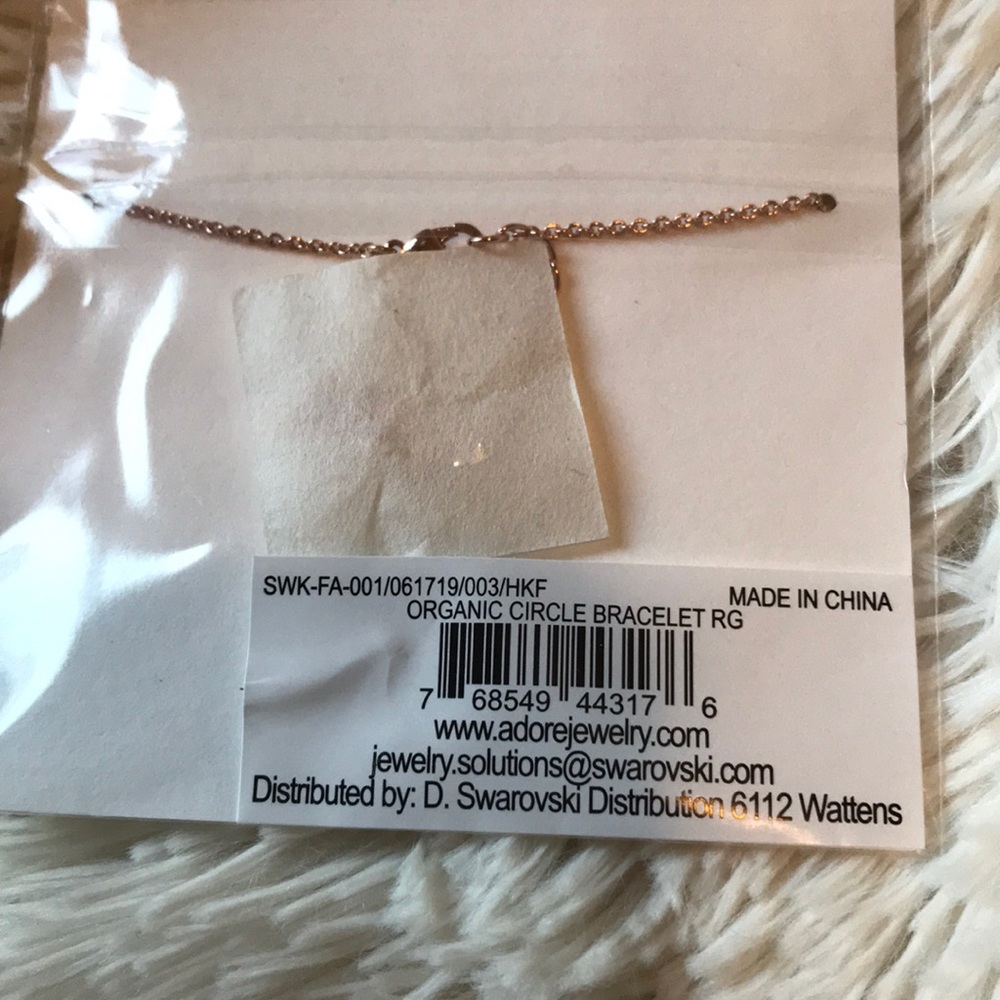 SWK-FA-001/061719/003/HKF MADE IN CHINA
ORGANIC CIRCLE BRACELET RG
7 68549 44317 6
www.adorejewelry.com
jewelry.solutions@swarovski.com
Distributed by: D. Swarovski Distribution 6112 Wattens